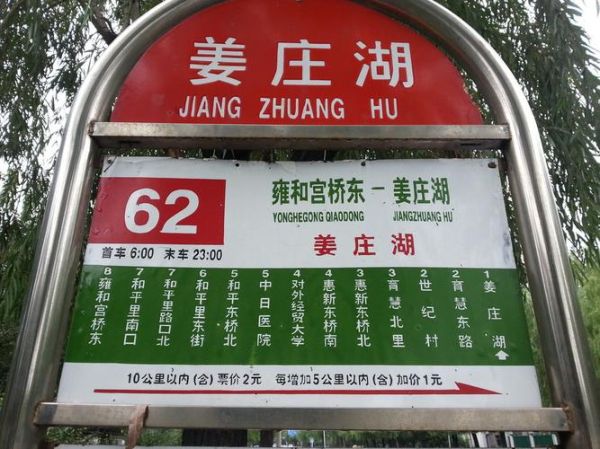 姜庄湖
JIANG ZHUANG HU
62
雍和宫桥东 － 姜庄湖
YONGHEGONG QIAODONG JIANGZHUANG HU
首车 6:00 末车 23:00
姜庄湖
8 雍和宫桥东
7 和平里南口
7 和平里路口北
6 和平里东街
5 和平东桥北
5 中日医院
4 对外经贸大学
4 惠新东桥南
3 惠新东桥北
3 育慧北里
2 世纪村
2 育慧东路
1 姜庄湖
10公里以内(含)票价2元 每增加5公里以内(含)加价1元